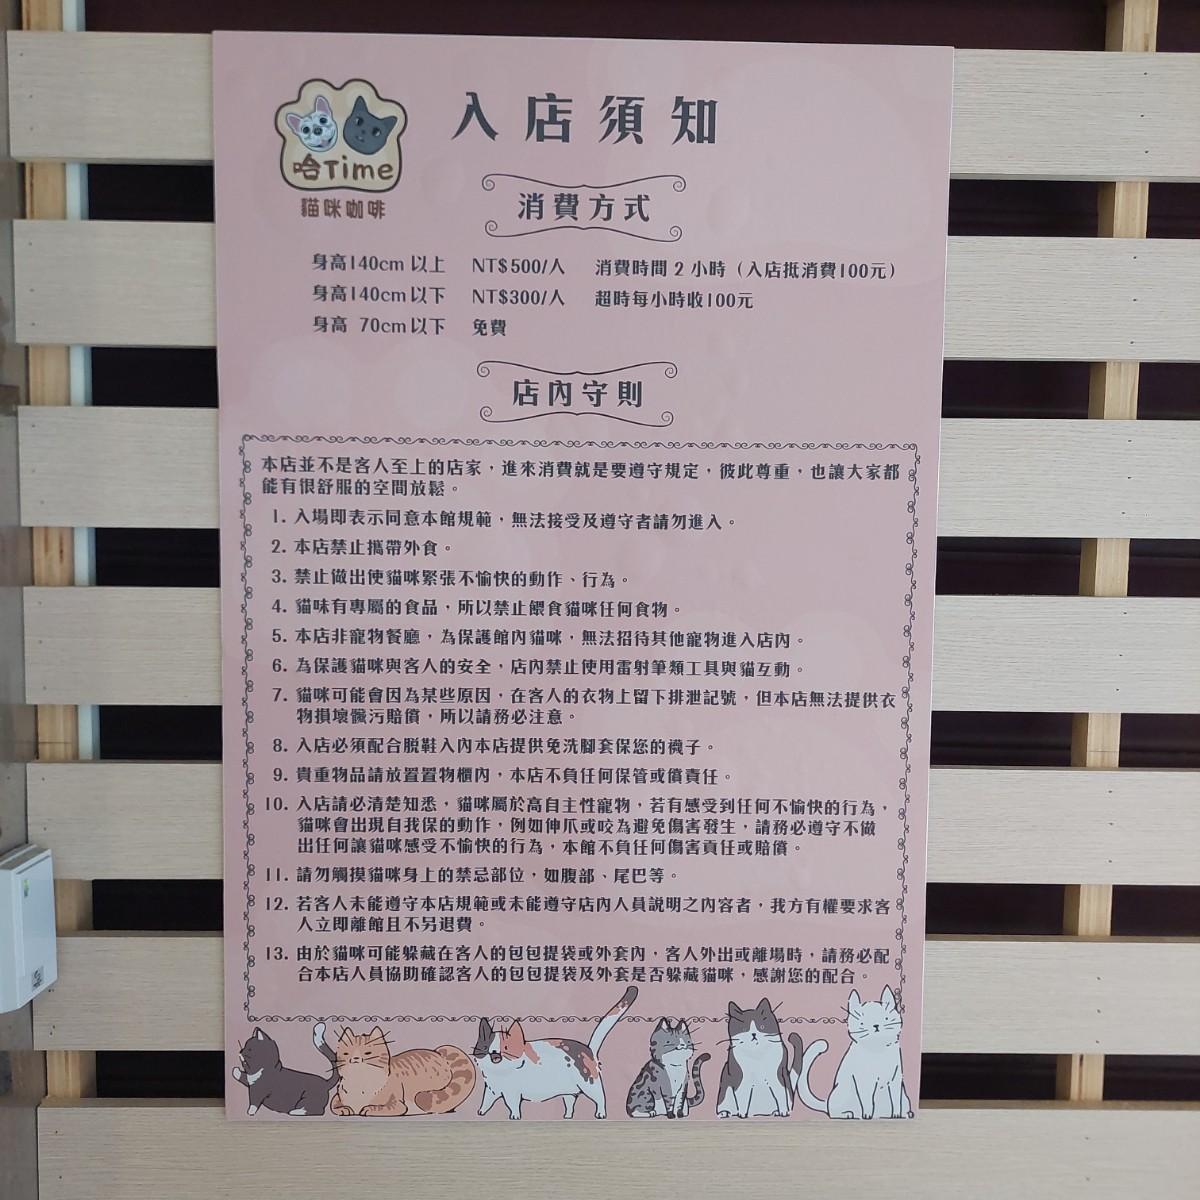 哈Time
貓咪咖啡
入店須知
消費方式
身高140cm 以上 NT$500/人 消費時間 2 小時（入店抵消費100元）
身高140cm 以下 NT$300/人 超時每小時收100元
身高 70cm 以下 免費
店內守則
本店並不是客人至上的店家，進來消費就是要遵守規定，彼此尊重，也讓大家都
能有很舒服的空間放鬆。
1. 入場即表示同意本館規範，無法接受及遵守者請勿進入。
2. 本店禁止攜帶外食。
3. 禁止做出使貓咪緊張不愉快的動作、行為。
4. 貓味有專屬的食品，所以禁止餵食貓咪任何食物。
5. 本店非寵物餐廳，為保護館內貓咪，無法招待其他寵物進入店內。
6. 為保護貓咪與客人的安全，店內禁止使用雷射筆類工具與貓互動。
7. 貓咪可能會因為某些原因，在客人的衣物上留下排泄記號，但本店無法提供衣
物損壞髒污賠償，所以請務必注意。
8. 入店必須配合脫鞋入內本店提供免洗腳套保您的襪子。
9. 貴重物品請放置置物櫃內，本店不負任何保管或償責任。
10. 入店請必清楚知悉，貓咪屬於高自主性寵物，若有感受到任何不愉快的行為，
貓咪會出現自我保的動作，例如伸爪或咬為避免傷害發生，請務必遵守不做
出任何讓貓咪感受不愉快的行為，本館不負任何傷害責任或賠償。
11. 請勿觸摸貓咪身上的禁忌部位，如腹部、尾巴等。
12. 若客人未能遵守本店規範或未能遵守店內人員說明之內容者，我方有權要求客
人立即離館且不另退費。
13. 由於貓咪可能躲藏在客人的包包提袋或外套內，客人外出或離場時，請務必配
合本店人員協助確認客人的包包提袋及外套是否躲藏貓咪，感謝您的配合。